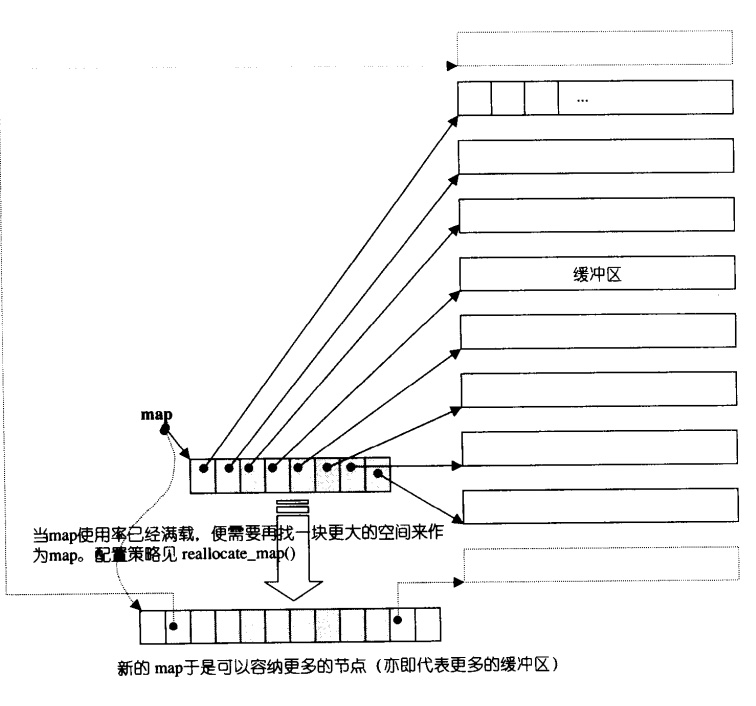 ...
缓冲区
map
当map使用率已经满载，便需要再找一块更大的空间来作
为map。配置策略见 reallocate_map()
新的 map于是可以容纳更多的节点（亦即代表更多的缓冲区）